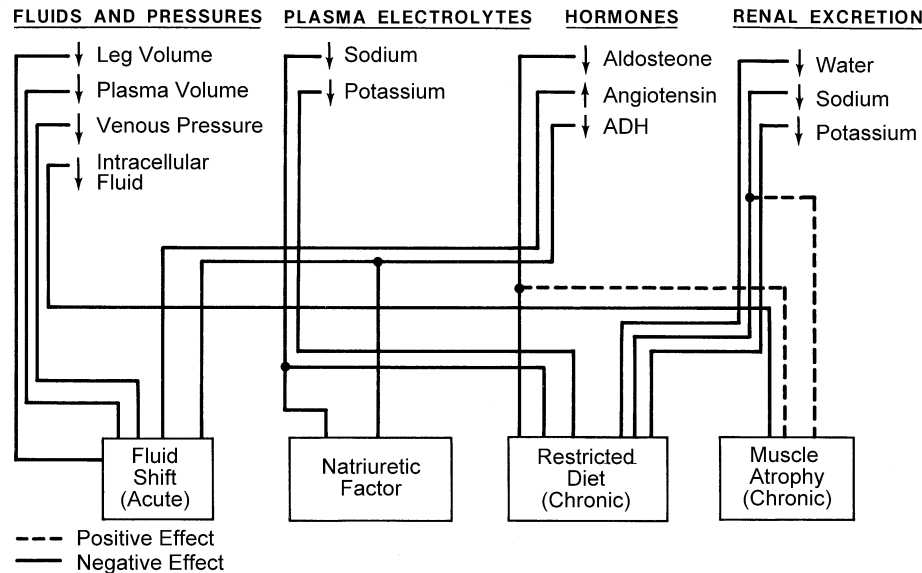 FLUIDS AND PRESSURES
Leg Volume
Plasma Volume
Venous Pressure
Intracellular
Fluid
PLASMA ELECTROLYTES
Sodium
Potassium
HORMONES
Aldosteone
Angiotensin
ADH
RENAL EXCRETION
Water
Sodium
Potassium
Fluid
Shift
(Acute)
Natriuretic
Factor
Restricted
Diet
(Chronic)
Muscle
Atrophy
(Chronic)
Positive Effect
Negative Effect